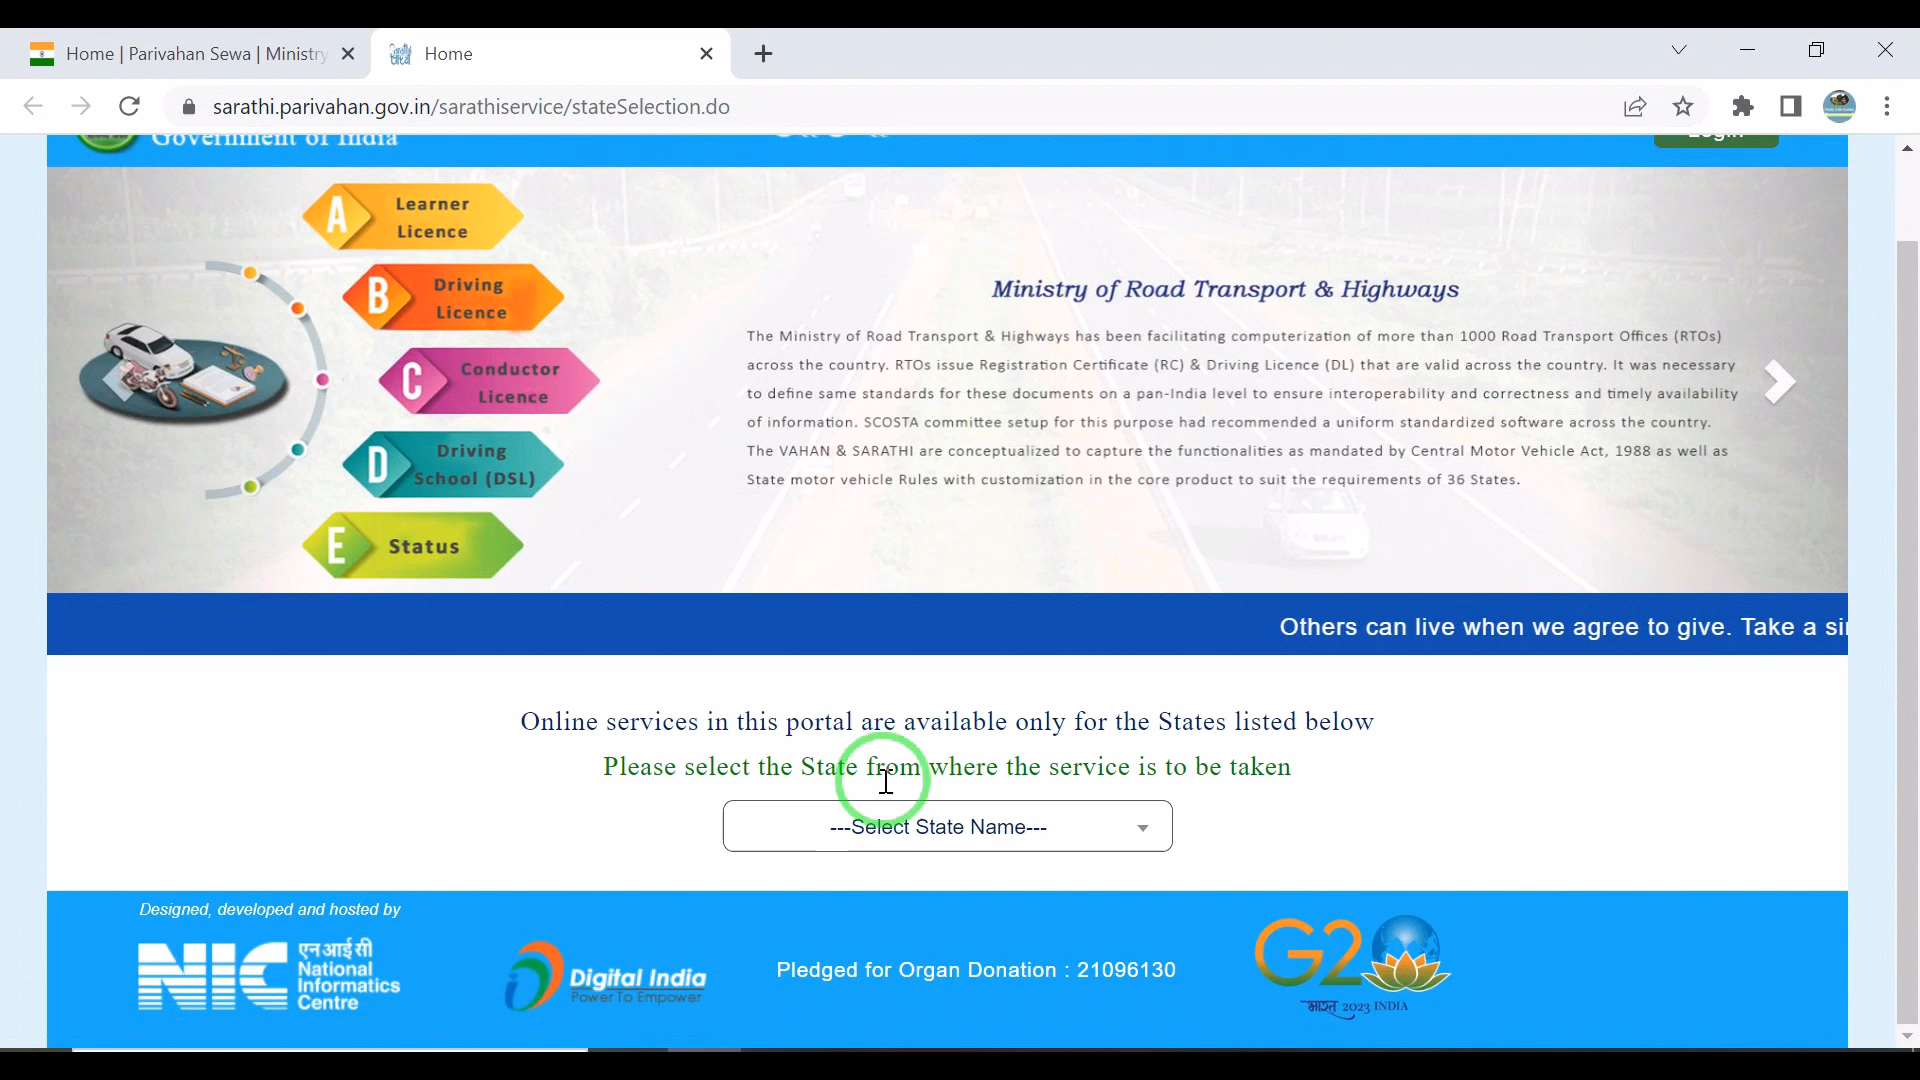 Home | Parivahan Sewa | Ministry
Home
sarathi.parivahan.gov.in/sarathiservice/stateSelection.do
Government of India
Login
A
Learner
Licence
B
Driving
Licence
C
Conductor
Licence
D
Driving
School (DSL)
E
Status
Ministry of Road Transport & Highways
The Ministry of Road Transport & Highways has been facilitating computerization of more than 1000 Road Transport Offices (RTOs)
across the country. RTOs issue Registration Certificate (RC) & Driving Licence (DL) that are valid across the country. It was necessary
to define same standards for these documents on a pan-India level to ensure interoperability and correctness and timely availability
of information. SCOSTA committee setup for this purpose had recommended a uniform standardized software across the country.
The VAHAN & SARATHI are conceptualized to capture the functionalities as mandated by Central Motor Vehicle Act, 1988 as well as
State motor vehicle Rules with customization in the core product to suit the requirements of 36 States.
Others can live when we agree to give. Take a si
Online services in this portal are available only for the States listed below
Please select the State from where the service is to be taken
---Select State Name---
Designed, developed and hosted by
NIC
एन आई सी
National
Informatics
Centre
Digital India
Power To Empower
Pledged for Organ Donation : 21096130
G20
भारत 2023 INDIA